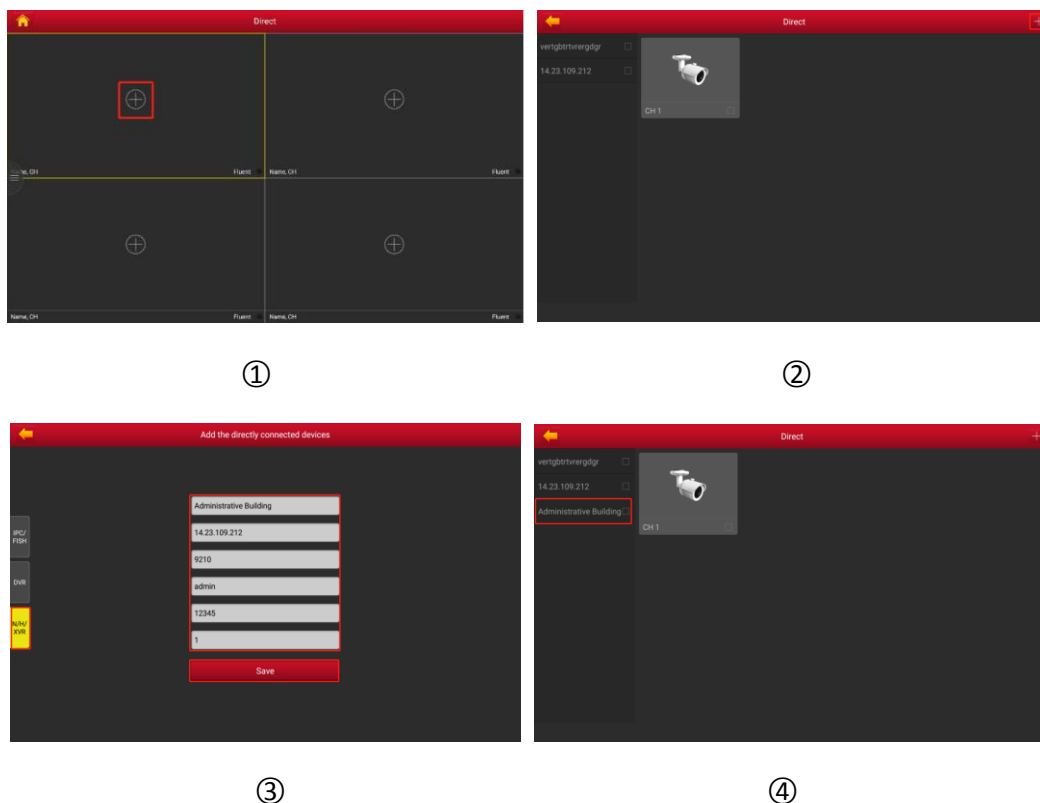 Direct
Name, CH
Fluent
Name, CH
Fluent
Name, CH
Fluent
Name, CH
Fluent
①
Direct
vertgbtrtvrergdgr
14.23.109.212
CH 1
②
Add the directly connected devices
IPC/
FISH
DVR
N/H/
XVR
Administrative Building
14.23.109.212
9210
admin
12345
1
Save
③
Direct
vertgbtrtvrergdgr
14.23.109.212
Administrative Building
CH 1
④